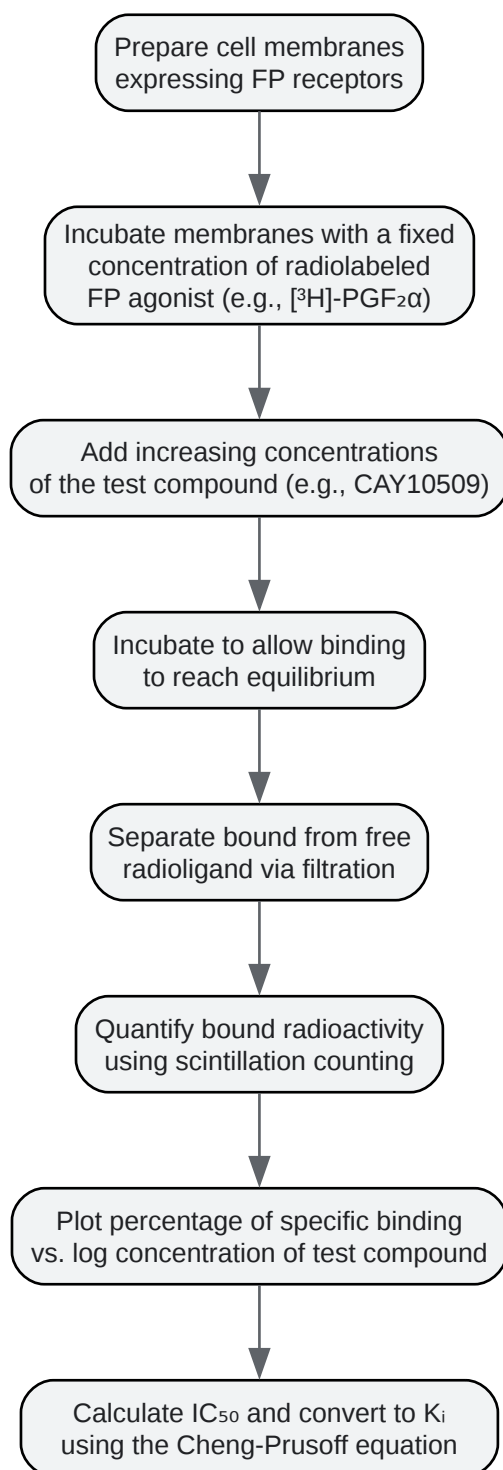 Prepare cell membranes
expressing FP receptors
Incubate membranes with a fixed
concentration of radiolabeled
FP agonist (e.g., [³H]-PGF₂α)
Add increasing concentrations
of the test compound (e.g., CAY10509)
Incubate to allow binding
to reach equilibrium
Separate bound from free
radioligand via filtration
Quantify bound radioactivity
using scintillation counting
Plot percentage of specific binding
vs. log concentration of test compound
Calculate IC₅₀ and convert to Kᵢ
using the Cheng-Prusoff equation